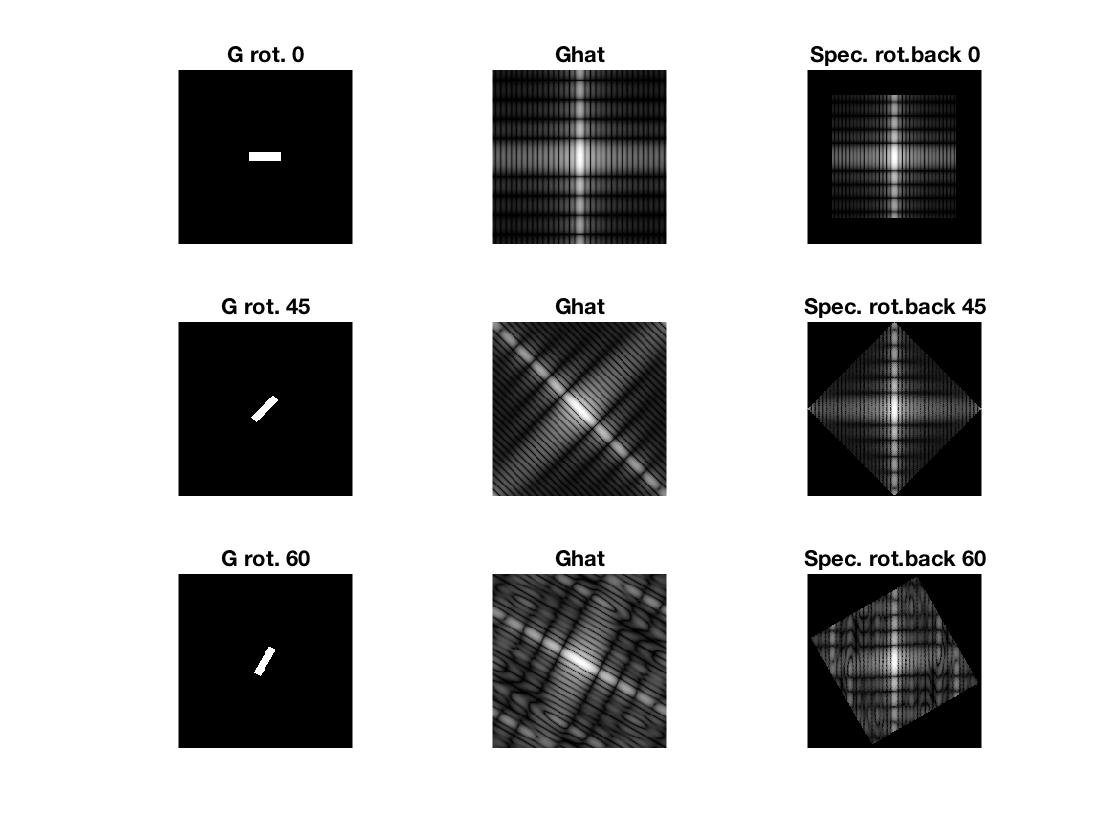 G rot. 0
Ghat
Spec. rot.back 0
G rot. 45
Ghat
Spec. rot.back 45
G rot. 60
Ghat
Spec. rot.back 60